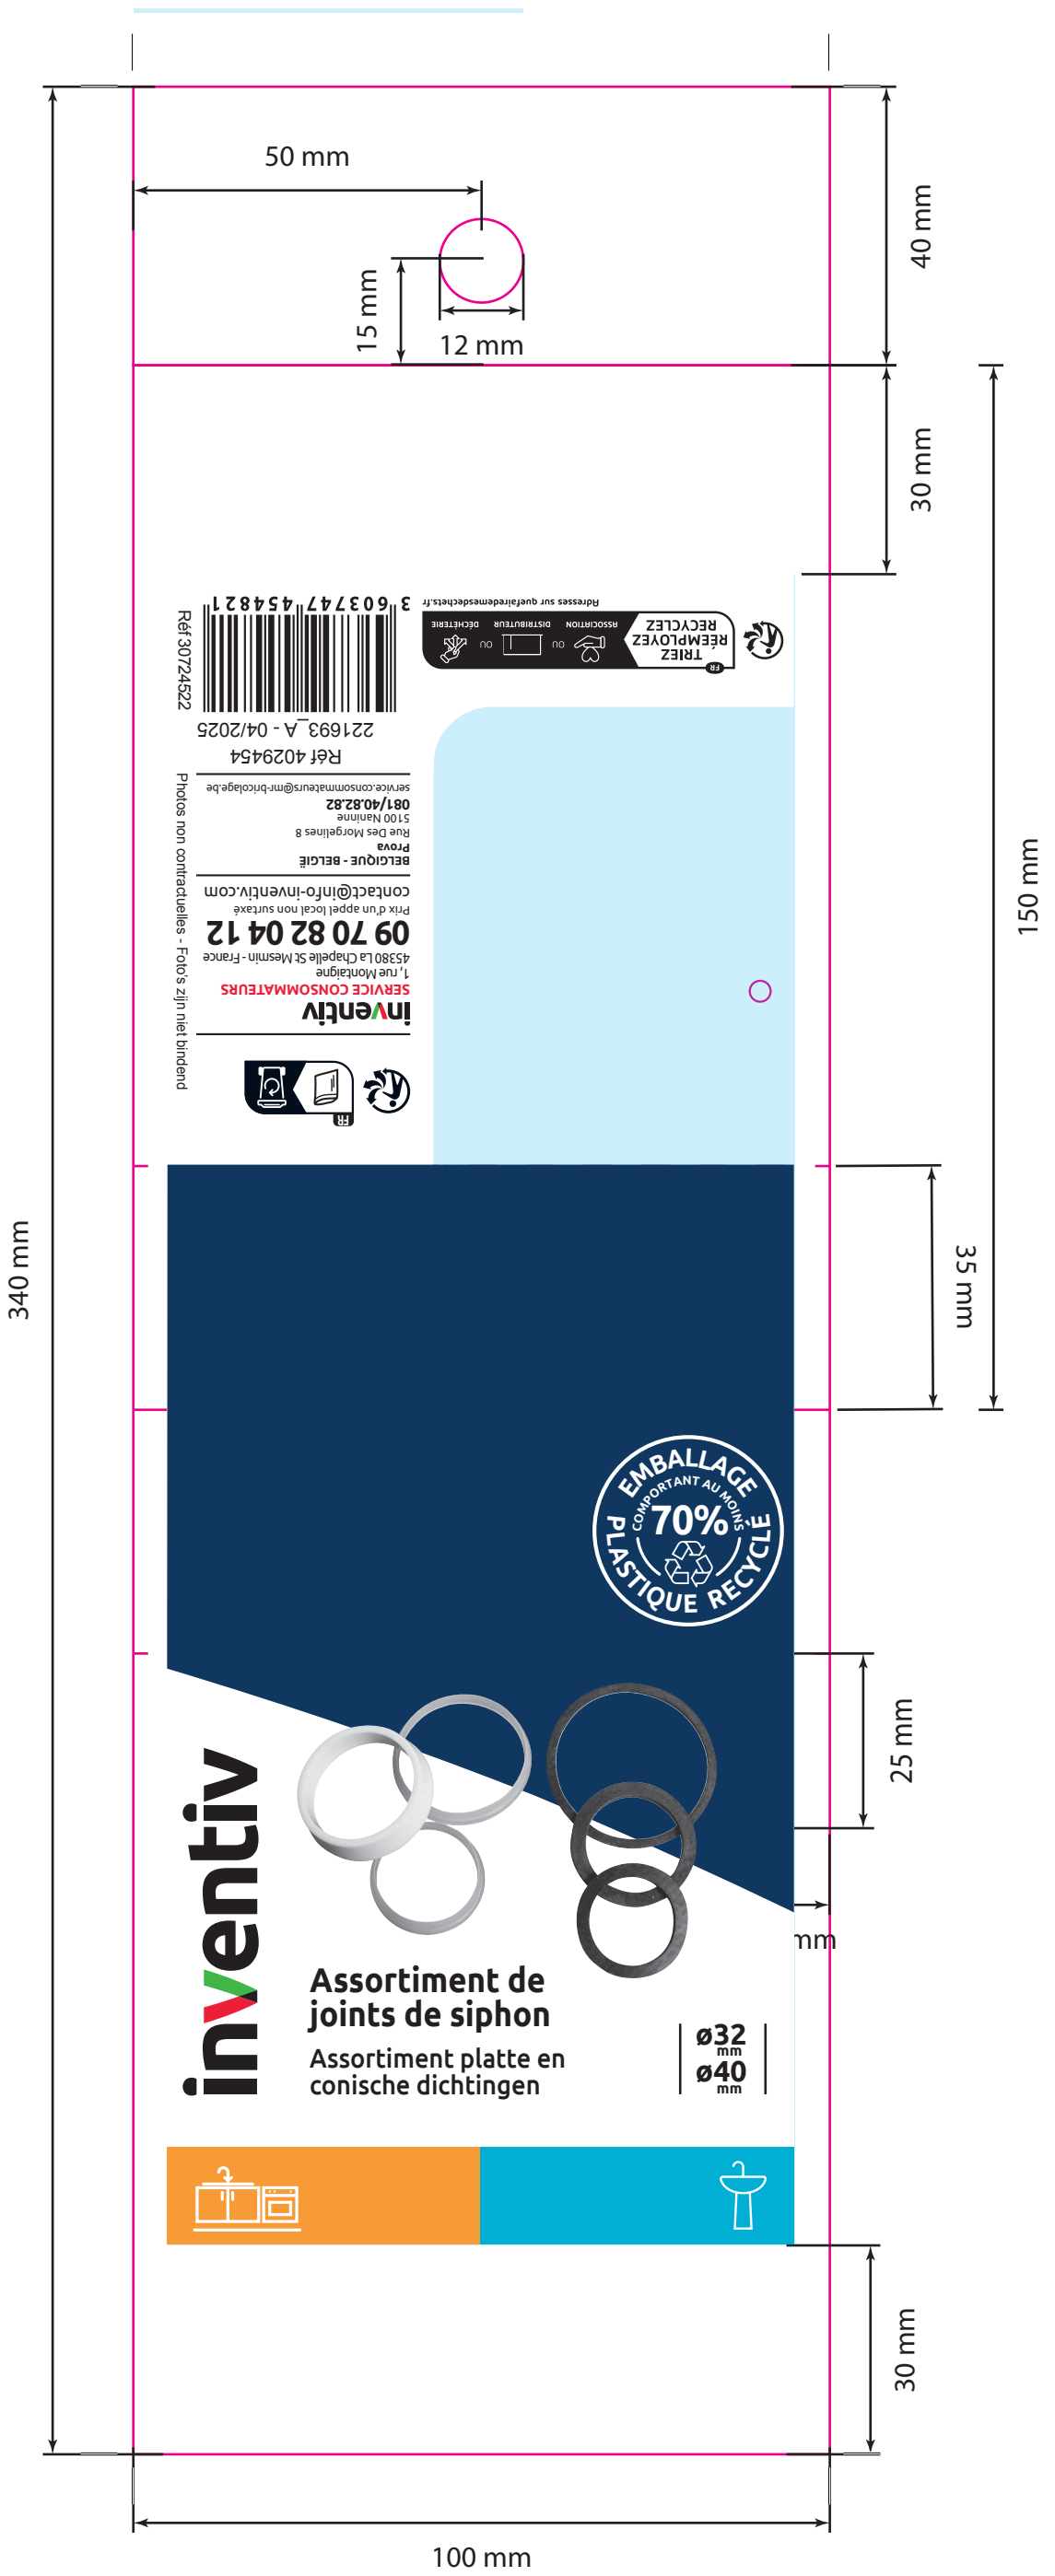 50 mm
40 mm
15 mm
12 mm
30 mm
150 mm
340 mm
35 mm
3 603747 454821
Réf 30724522
221693_A - 04/2025
Réf 4029454
Adresses sur quefairedemesdechets.fr
FR
TRIEZ
RÉEMPLOYEZ
RECYCLEZ
ASSOCIATION
OU
DISTRIBUTEUR
OU
DÉCHÈTERIE
service.consommateurs@mr-bricolage.be
081/40.82.82
5100 Naninne
Rue Des Morgelines 8
Prova
BELGIQUE - BELGIË
contact@info-inventiv.com
Prix d'un appel local non surtaxé
09 70 82 04 12
45380 La Chapelle St Mesmin - France
1, rue Montaigne
SERVICE CONSOMMATEURS
inventiv
Photos non contractuelles - Foto's zijn niet bindend
FR
EMBALLAGE
COMPORTANT AU MOINS
70%
PLASTIQUE RECYCLÉ
25 mm
mm
inventiv
Assortiment de
joints de siphon
Assortiment platte en
conische dichtingen
ø32
mm
ø40
mm
30 mm
100 mm